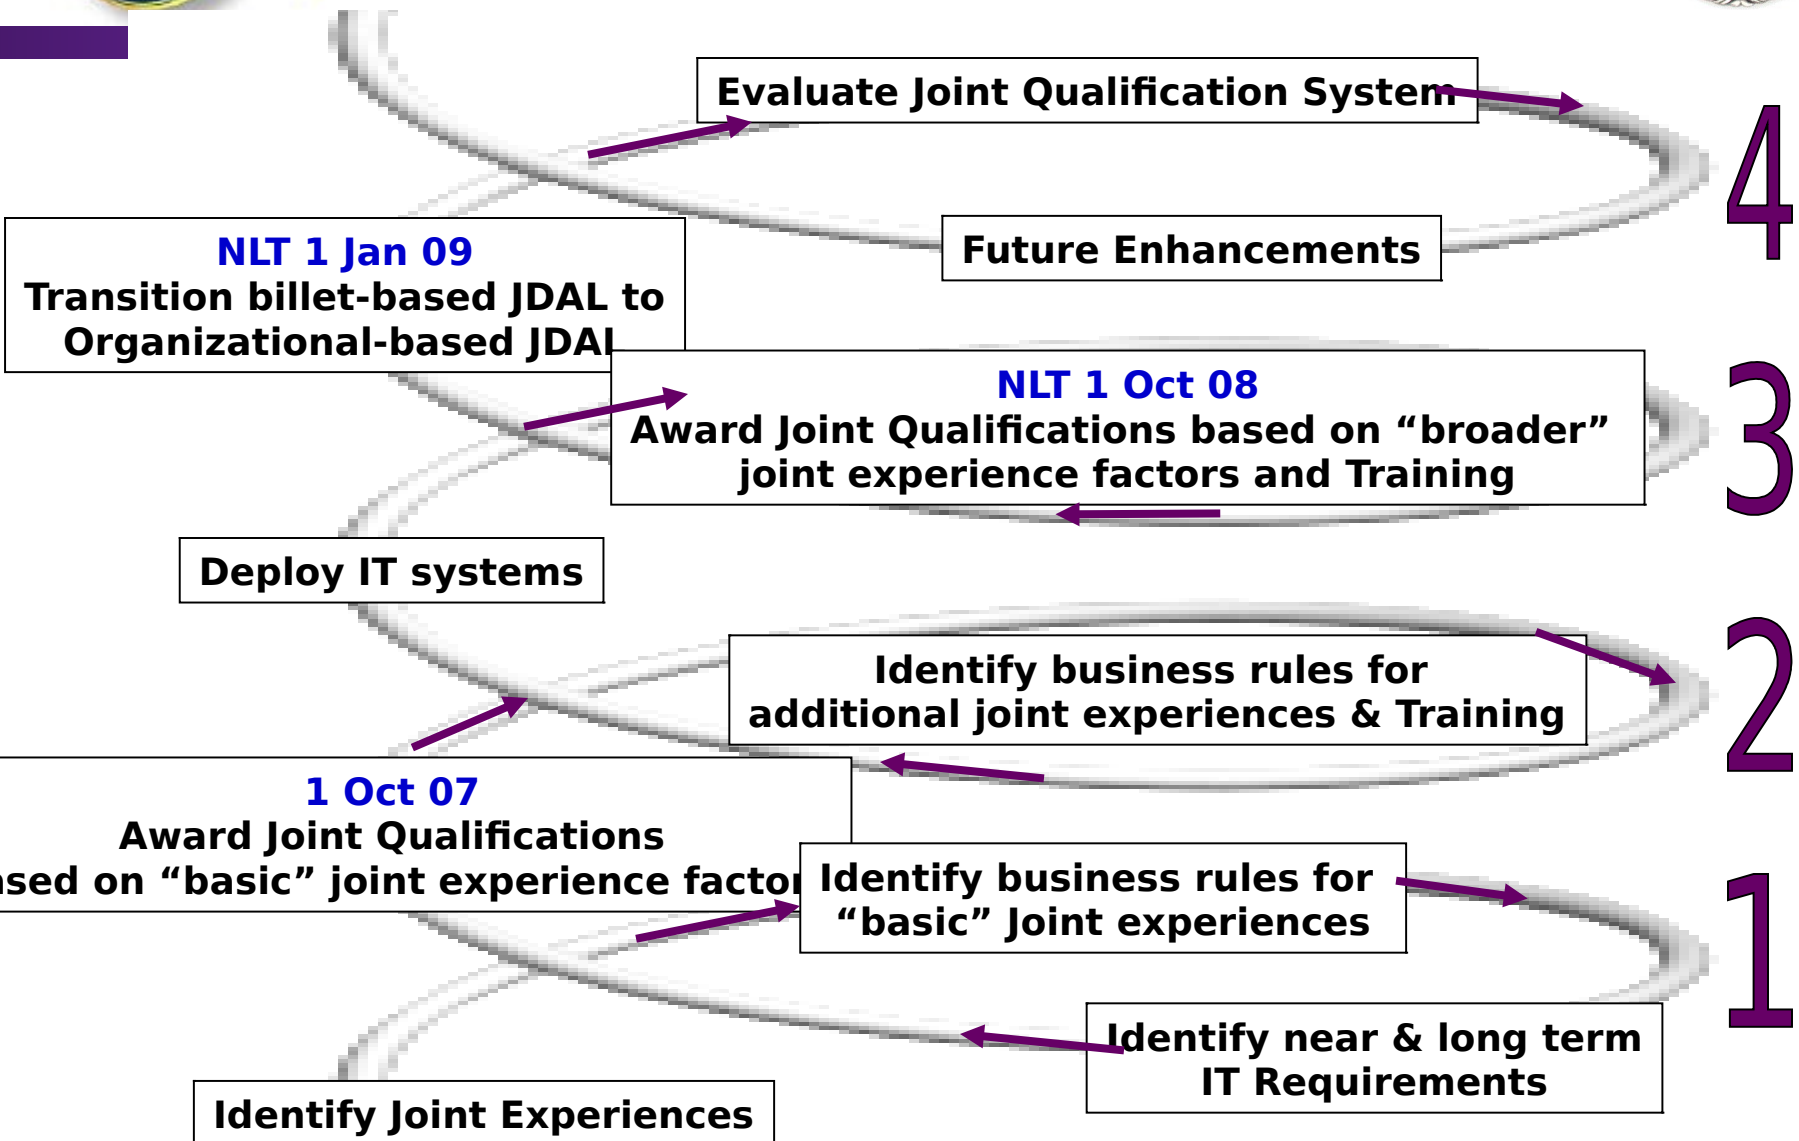 Evaluate Joint Qualification System
4
Future Enhancements
NLT 1 Jan 09
Transition billet-based JDAL to
Organizational-based JDAL
NLT 1 Oct 08
Award Joint Qualifications based on “broader”
joint experience factors and Training
3
Deploy IT systems
Identify business rules for
additional joint experiences & Training
2
1 Oct 07
Award Joint Qualifications
on “basic” joint experience
Identify business rules for
“basic” Joint experiences
1
Identify near & long term
IT Requirements
Identify Joint Experiences